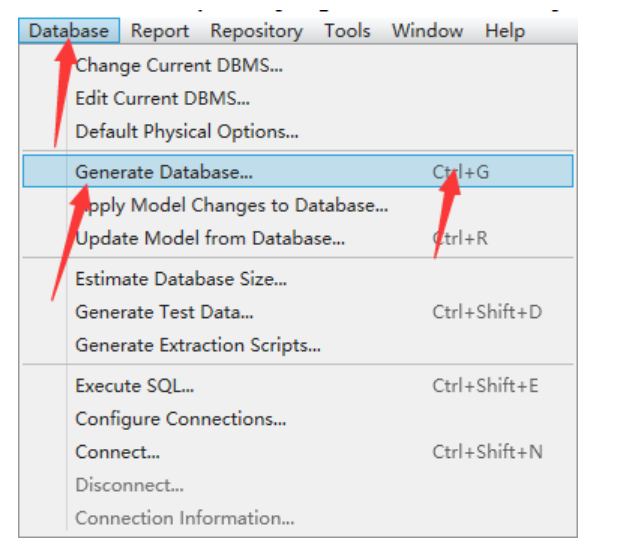 Database Report Repository Tools Window Help
Change Current DBMS...
Edit Current DBMS...
Default Physical Options...
Generate Database... Ctrl+G
Apply Model Changes to Database...
Update Model from Database... Ctrl+R
Estimate Database Size...
Generate Test Data... Ctrl+Shift+D
Generate Extraction Scripts...
Execute SQL... Ctrl+Shift+E
Configure Connections...
Connect... Ctrl+Shift+N
Disconnect...
Connection Information...